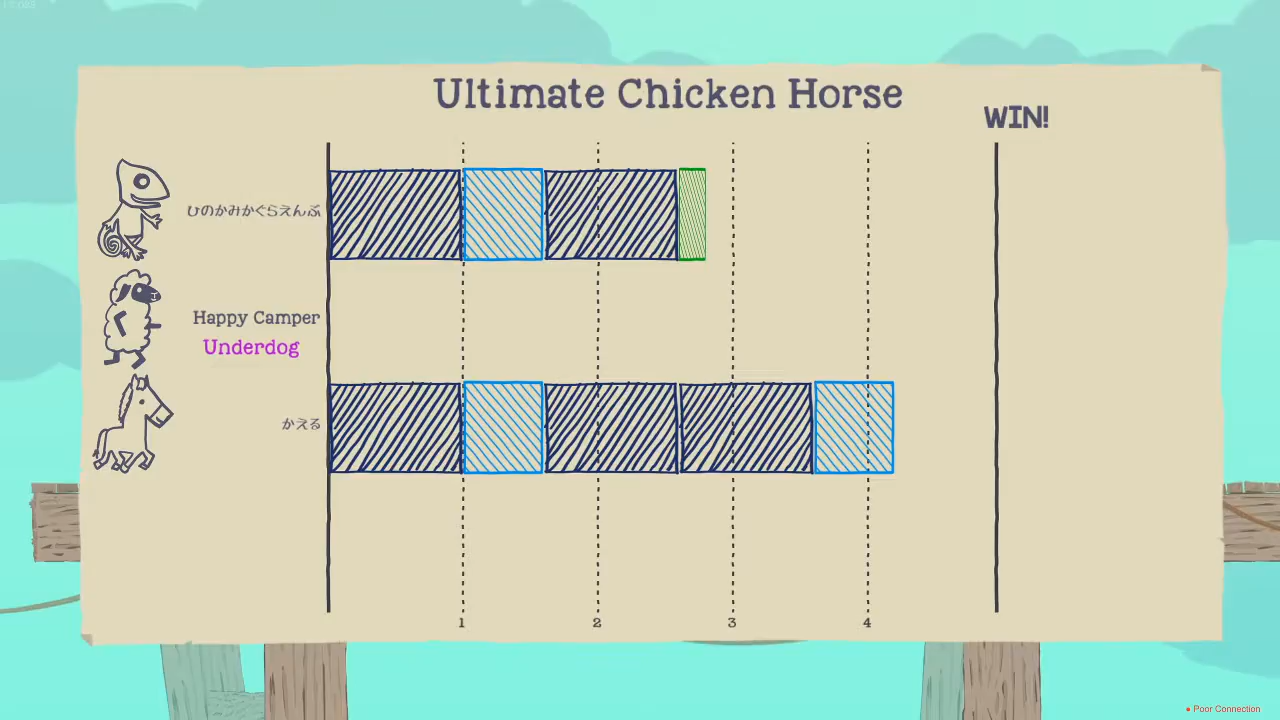 Ultimate Chicken Horse
WIN!
ひのかみかぐらえんぶ
Happy Camper
Underdog
かえる
1 2 3 4
Poor Connection